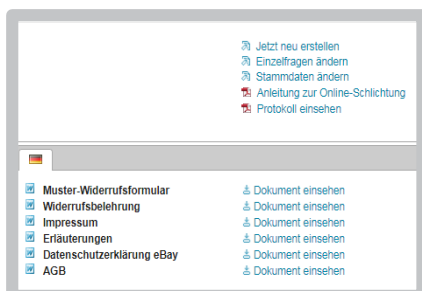 Jetzt neu erstellen
Einzelfragen ändern
Stammdaten ändern
Anleitung zur Online-Schlichtung
Protokoll einsehen
Muster-Widerrufsformular Dokument einsehen
Widerrufsbelehrung Dokument einsehen
Impressum Dokument einsehen
Erläuterungen Dokument einsehen
Datenschutzerklärung eBay Dokument einsehen
AGB Dokument einsehen